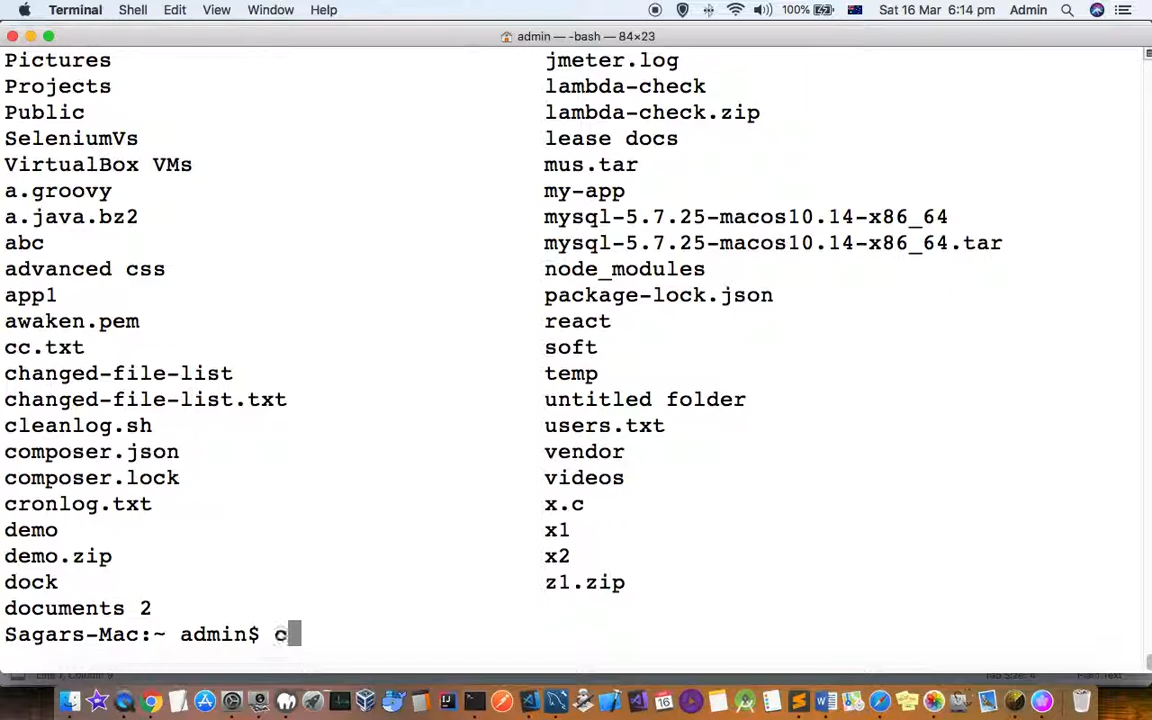 Terminal Shell Edit View Window Help 100% Sat 16 Mar 6:14 pm Admin
admin — -bash — 84×23
Pictures jmeter.log
Projects lambda-check
Public lambda-check.zip
SeleniumVs lease docs
VirtualBox VMs mus.tar
a.groovy my-app
a.java.bz2 mysql-5.7.25-macos10.14-x86_64
abc mysql-5.7.25-macos10.14-x86_64.tar
advanced css node_modules
app1 package-lock.json
awaken.pem react
cc.txt soft
changed-file-list temp
changed-file-list.txt untitled folder
cleanlog.sh users.txt
composer.json vendor
composer.lock videos
cronlog.txt x.c
demo x1
demo.zip x2
dock z1.zip
documents 2
Sagars-Mac:~ admin$ c